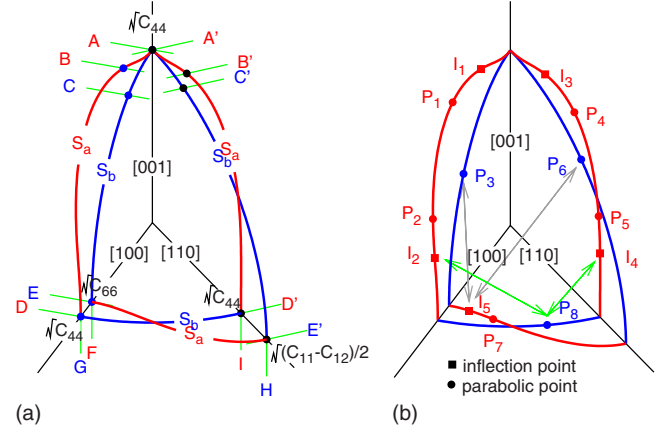 √C44
A
A'
B
B'
C
C'
Sa
Sa
Sb
Sb
[001]
[100]
[110]
√C66
E
D
√C44
√C44
D'
E'
Sb
Sa
√(C11-C12)/2
F
G
I
H
(a)
I1
I3
P1
P4
[001]
P3
P6
P2
P5
[100]
[110]
I2
I4
I5
P8
P7
inflection point
parabolic point
(b)